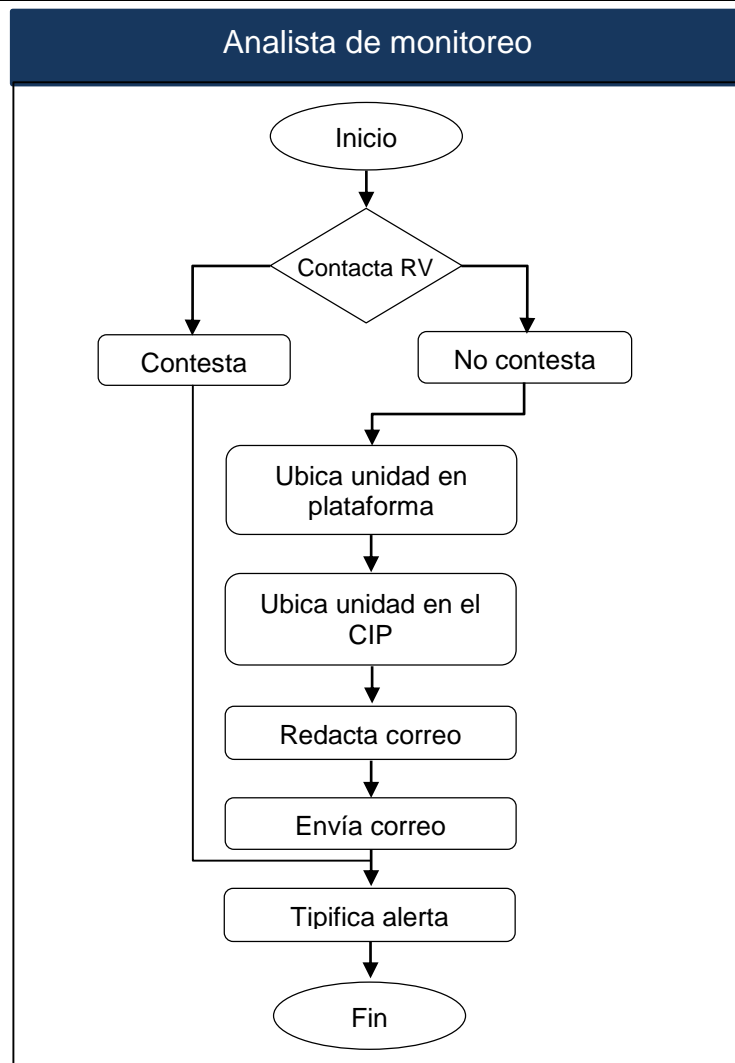 Analista de monitoreo
Inicio
Contacta RV
Contesta
No contesta
Ubica unidad en
plataforma
Ubica unidad en el
CIP
Redacta correo
Envía correo
Tipifica alerta
Fin